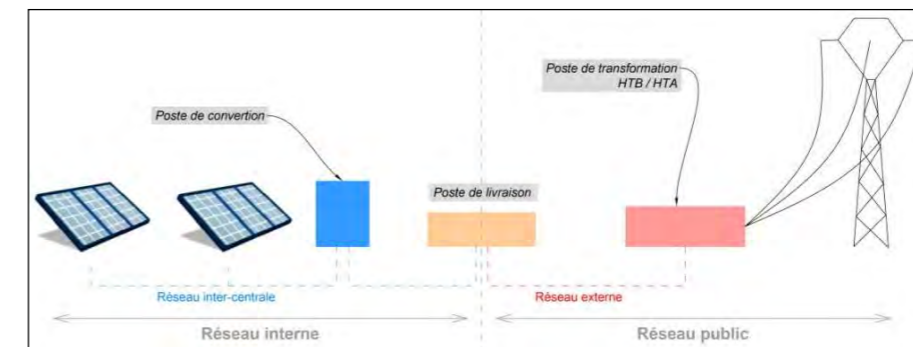 Poste de transformation
HTB / HTA
Poste de convertion
Poste de livraison
Réseau inter-centrale
Réseau externe
Réseau interne
Réseau public